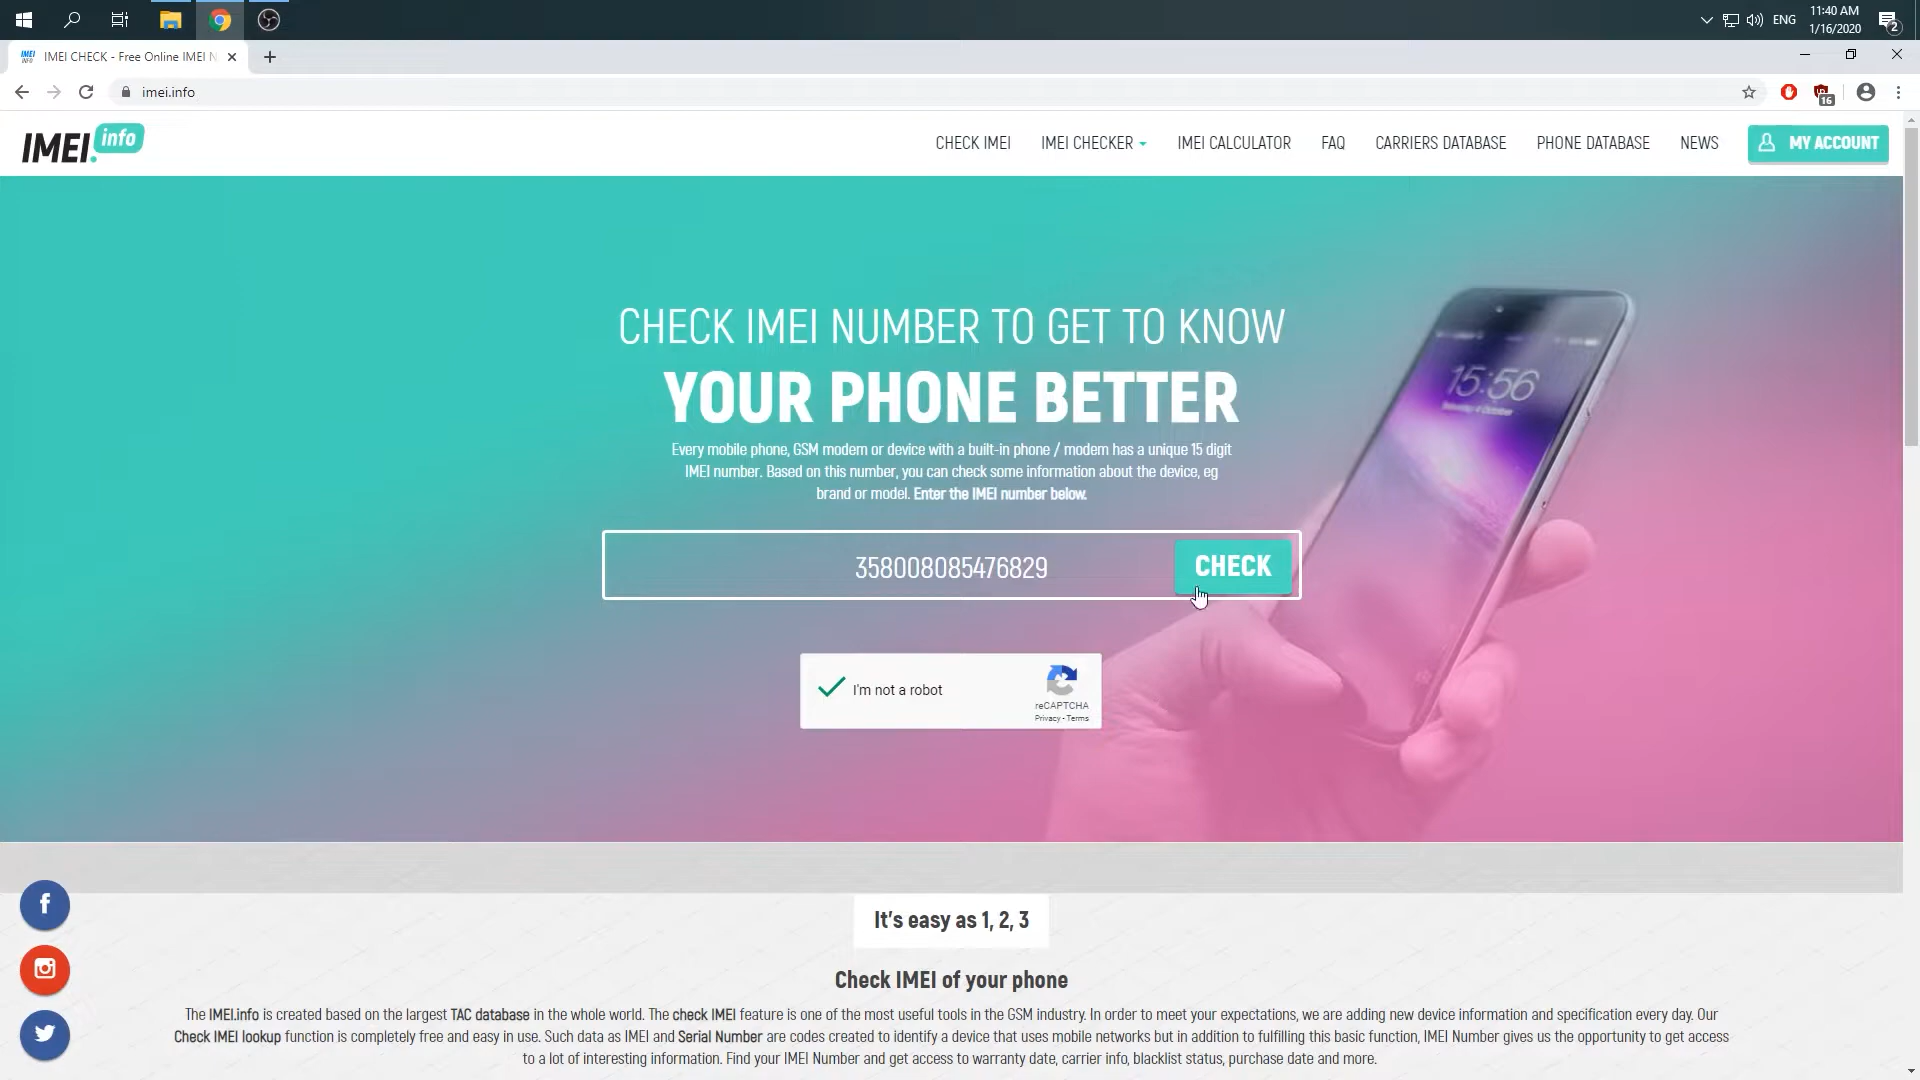 ENG
11:40 AM
1/16/2020
2
IMEI INFO
IMEI CHECK - Free Online IMEI N
imei.info
16
IMEI.info
CHECK IMEI
IMEI CHECKER
IMEI CALCULATOR
FAQ
CARRIERS DATABASE
PHONE DATABASE
NEWS
MY ACCOUNT
CHECK IMEI NUMBER TO GET TO KNOW
YOUR PHONE BETTER
Every mobile phone, GSM modem or device with a built-in phone / modem has a unique 15 digit
IMEI number. Based on this number, you can check some information about the device, eg
brand or model. Enter the IMEI number below.
15:56
358008085476829
CHECK
I'm not a robot
reCAPTCHA
Privacy - Terms
It's easy as 1, 2, 3
Check IMEI of your phone
The IMEI.info is created based on the largest TAC database in the whole world. The check IMEI feature is one of the most useful tools in the GSM industry. In order to meet your expectations, we are adding new device information and specification every day. Our
Check IMEI lookup function is completely free and easy in use. Such data as IMEI and Serial Number are codes created to identify a device that uses mobile networks but in addition to fulfilling this basic function, IMEI Number gives us the opportunity to get access
to a lot of interesting information. Find your IMEI Number and get access to warranty date, carrier info, blacklist status, purchase date and more.